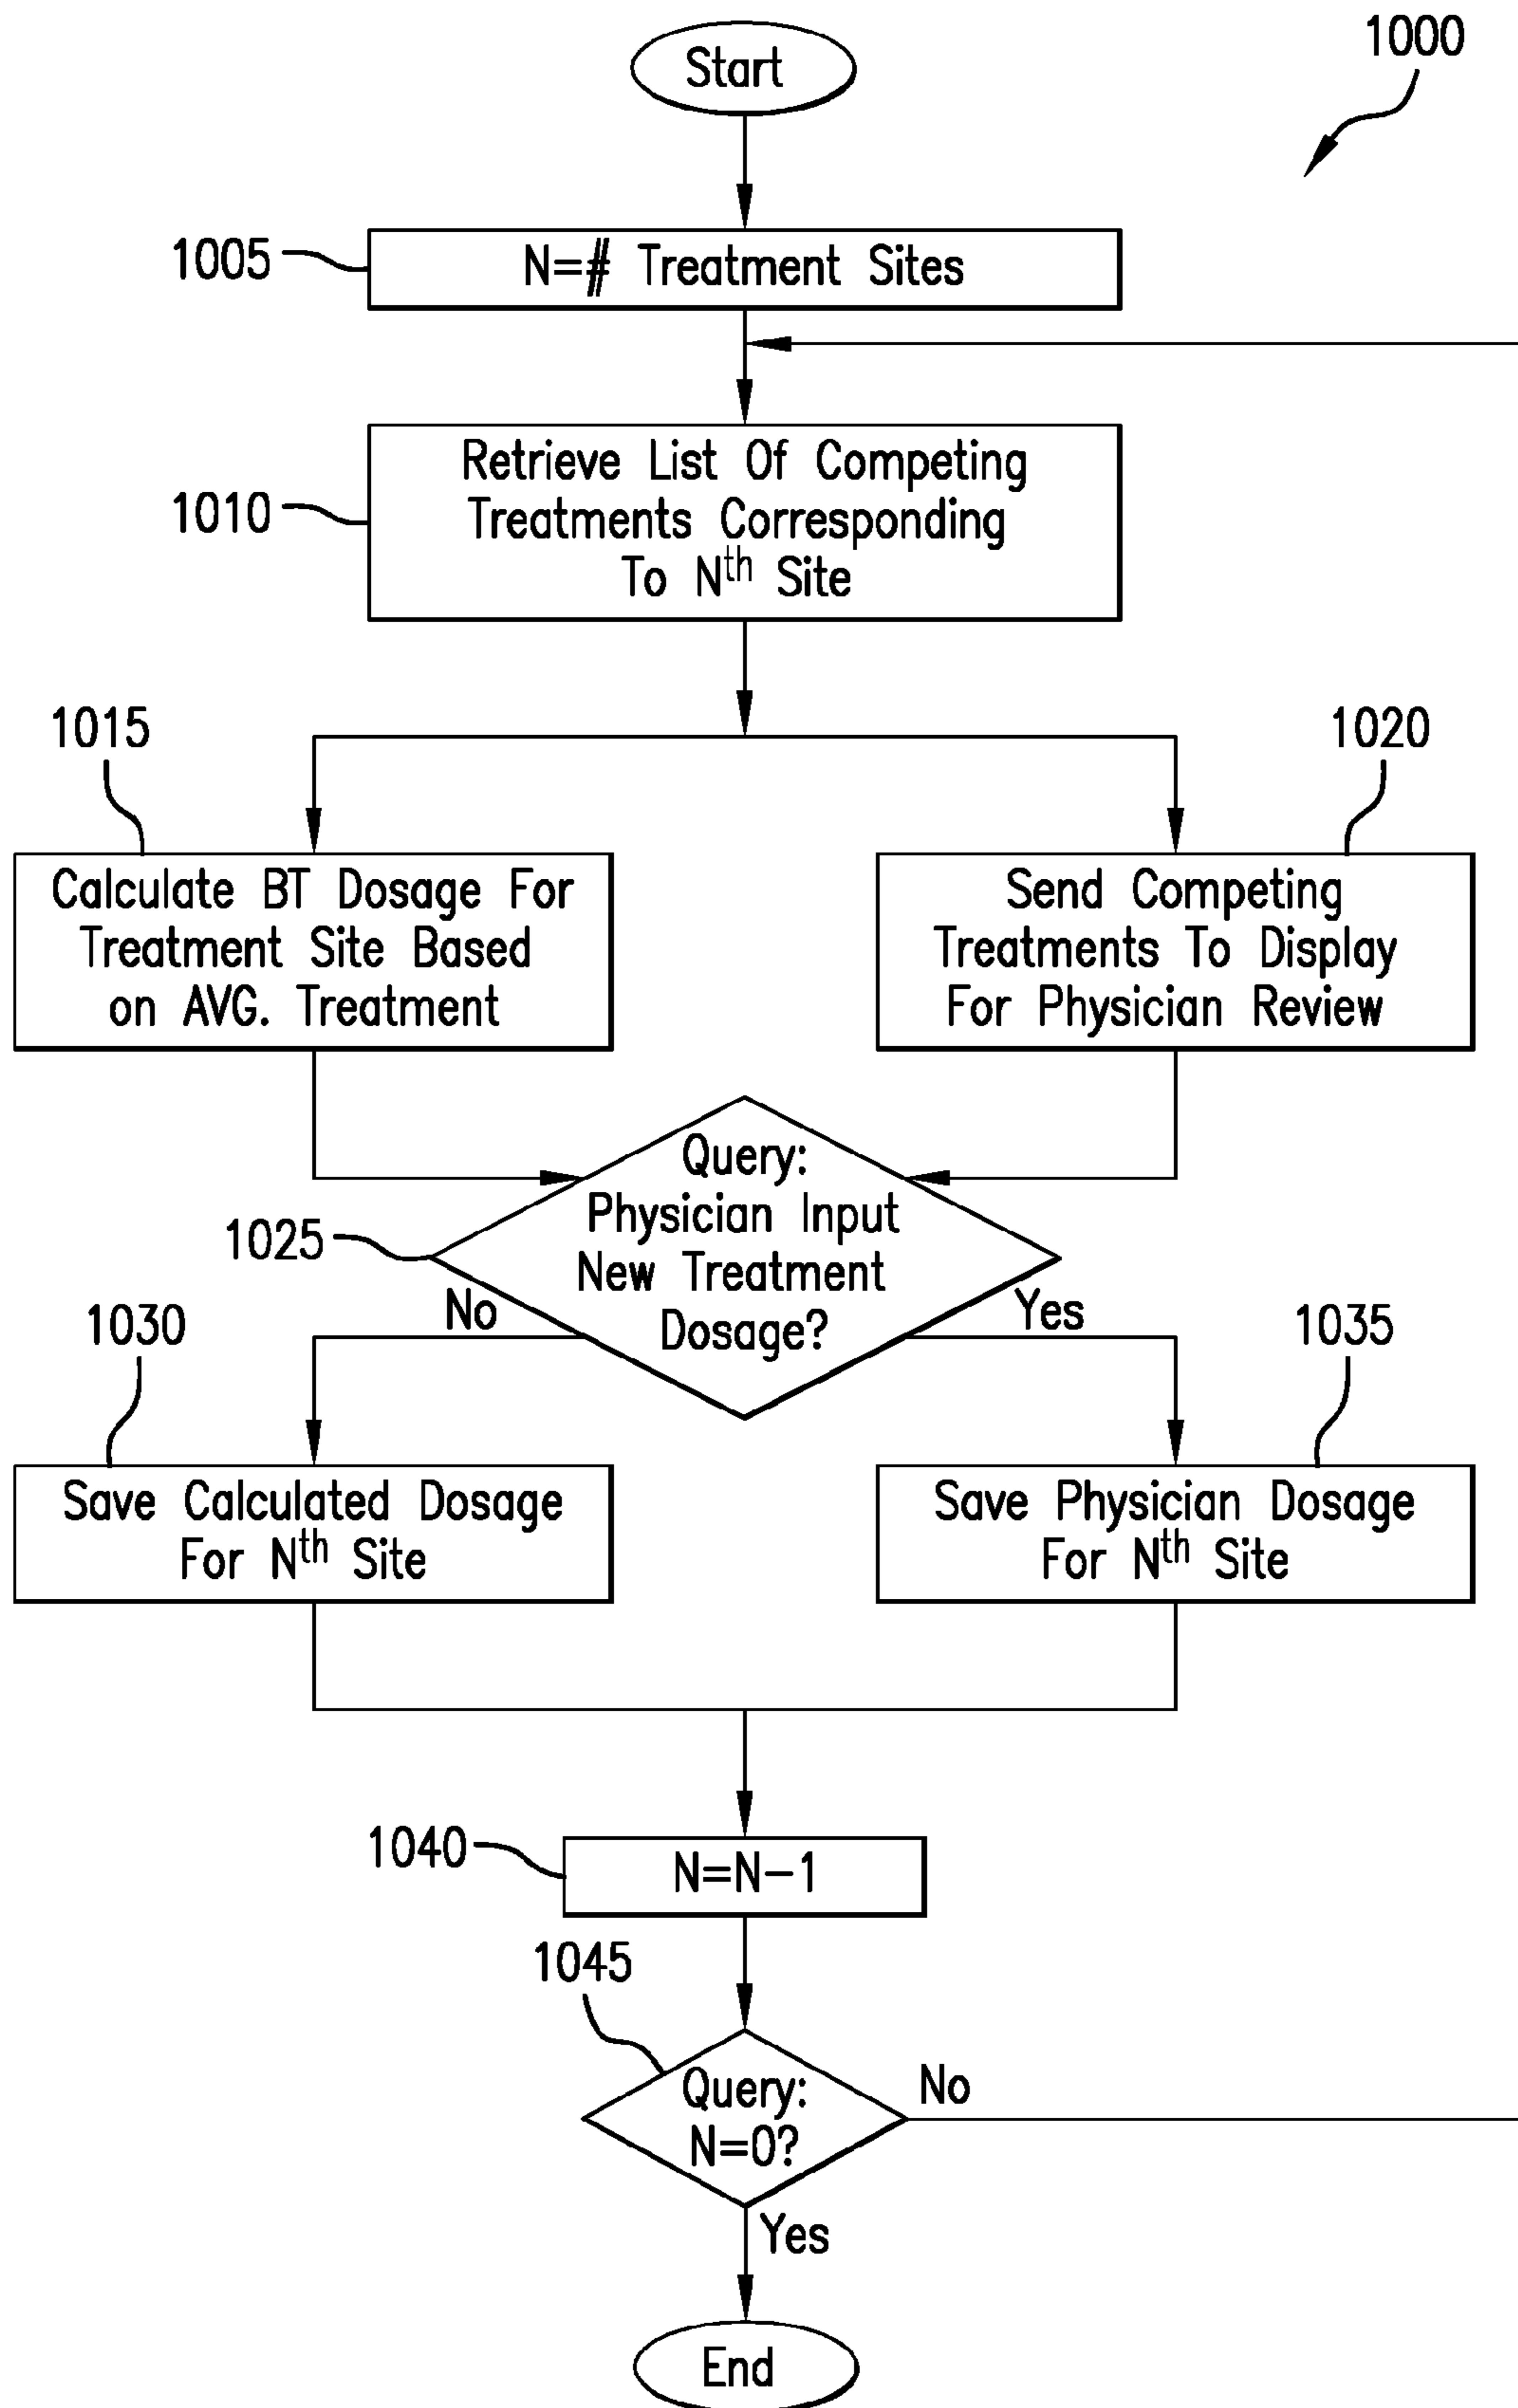 Start
1000
1005
N=# Treatment Sites
1010
Retrieve List Of Competing
Treatments Corresponding
To Nth Site
1015
1020
Calculate BT Dosage For
Treatment Site Based
on AVG. Treatment
Send Competing
Treatments To Display
For Physician Review
1025
Query:
Physician Input
New Treatment
Dosage?
No
Yes
1030
1035
Save Calculated Dosage
For Nth Site
Save Physician Dosage
For Nth Site
1040
N=N-1
1045
Query:
N=0?
No
Yes
End